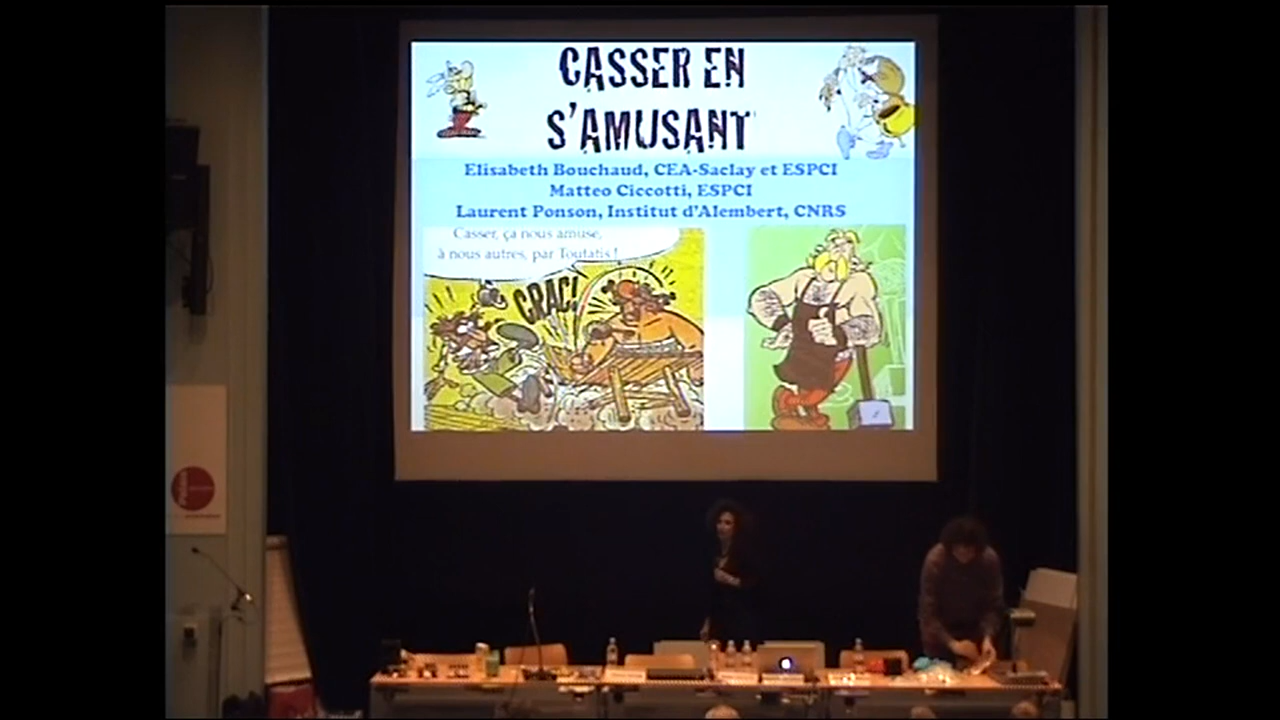 CASSER EN
S'AMUSANT
Elisabeth Bouchaud, CEA-Saclay et ESPCI
Matteo Ciccotti, ESPCI
Laurent Ponson, Institut d'Alembert, CNRS
Casser, ça nous amuse,
à nous autres, par Toutatis !
CRAC!